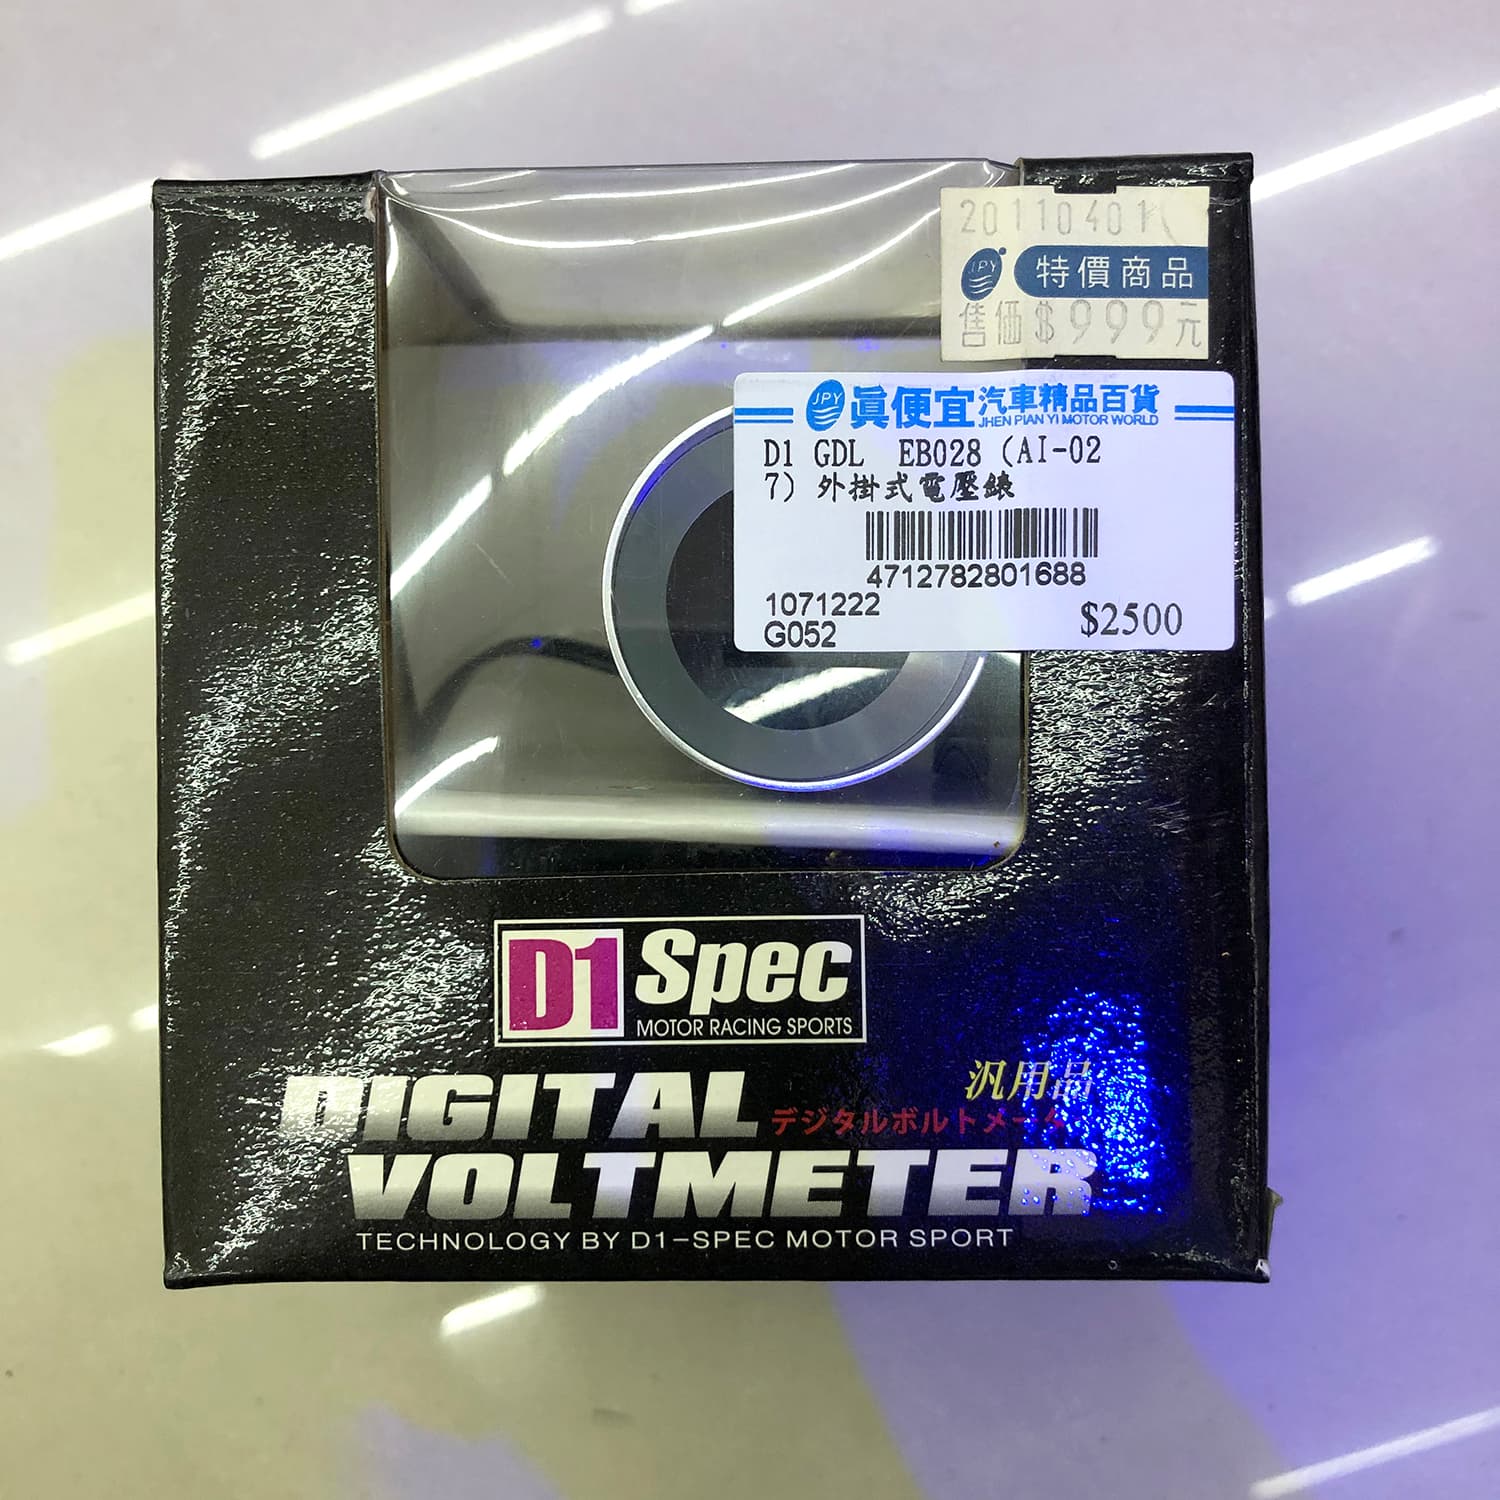 20110401
JPY 特價商品
售価$999元
JPY 眞便宜汽車精品百貨
JHEN PIAN YI MOTOR WORLD
D1 GDL EB028 (AI-02
7) 外掛式電壓錶
4712782801688
1071222
G052 $2500
D1 Spec
MOTOR RACING SPORTS
汎用品
DIGITAL デジタルボルトメータ
VOLTMETER
TECHNOLOGY BY D1-SPEC MOTOR SPORT